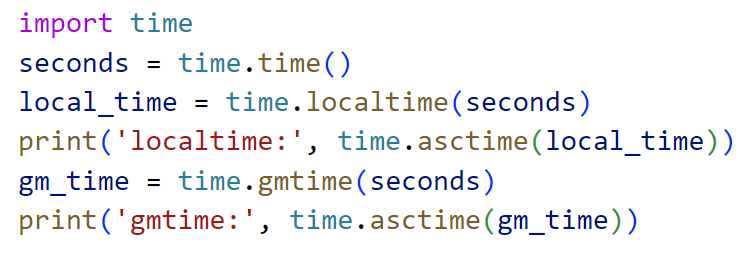 import time
seconds = time.time()
local_time = time.localtime(seconds)
print('localtime:', time.asctime(local_time))
gm_time = time.gmtime(seconds)
print('gmtime:', time.asctime(gm_time))